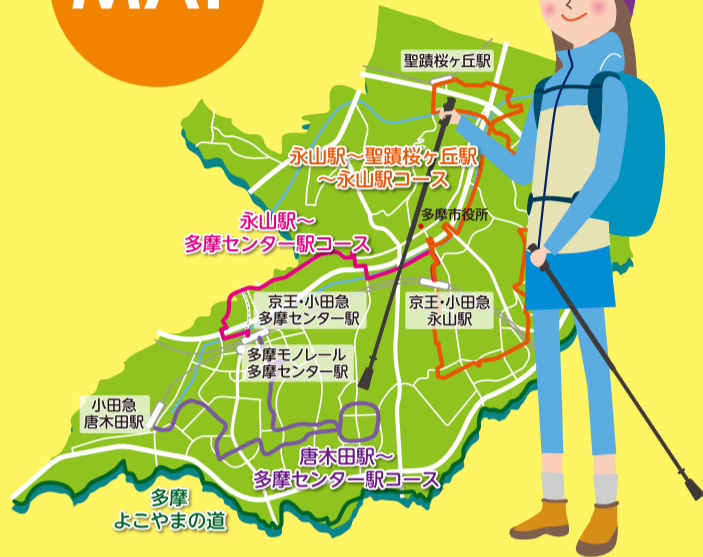 MAP
聖蹟桜ヶ丘駅
永山駅～聖蹟桜ヶ丘駅
～永山駅コース
多摩市役所
永山駅～
多摩センター駅コース
京王・小田急
多摩センター駅
京王・小田急
永山駅
多摩モノレール
多摩センター駅
小田急
唐木田駅
唐木田駅～
多摩センター駅コース
多摩
よこやまの道